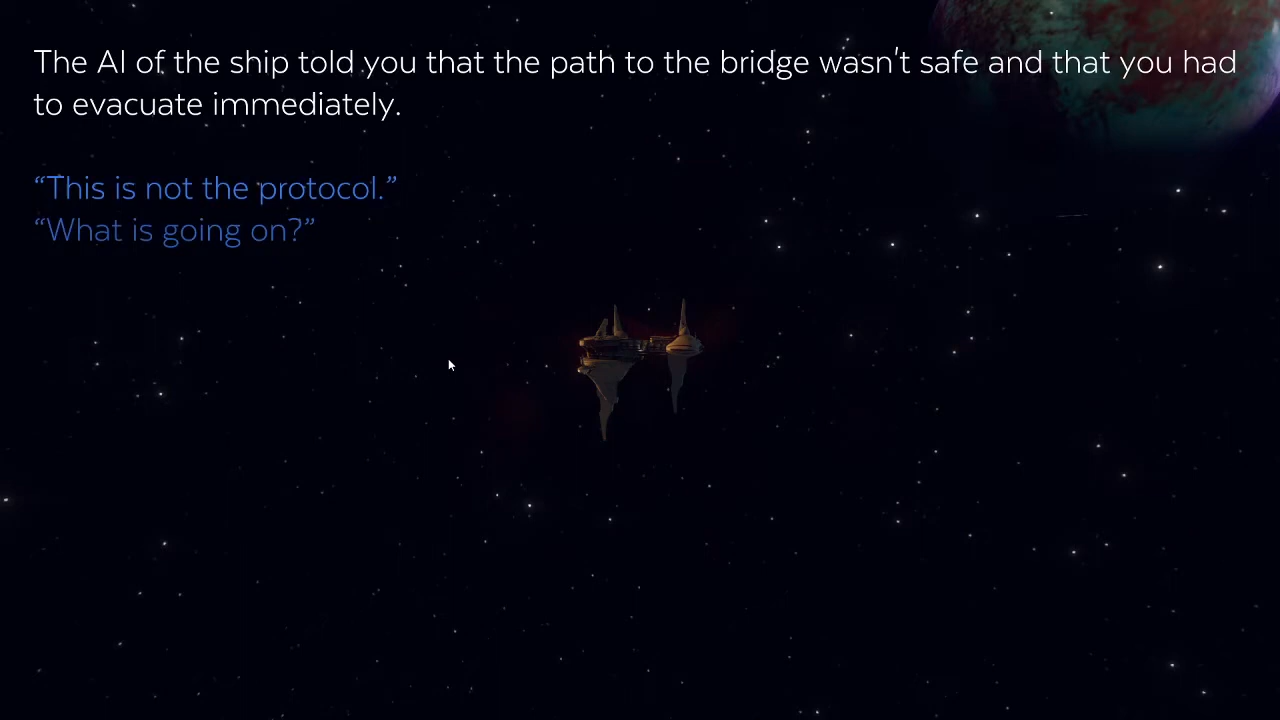 The AI of the ship told you that the path to the bridge wasn't safe and that you had
to evacuate immediately.
“This is not the protocol.”
“What is going on?”